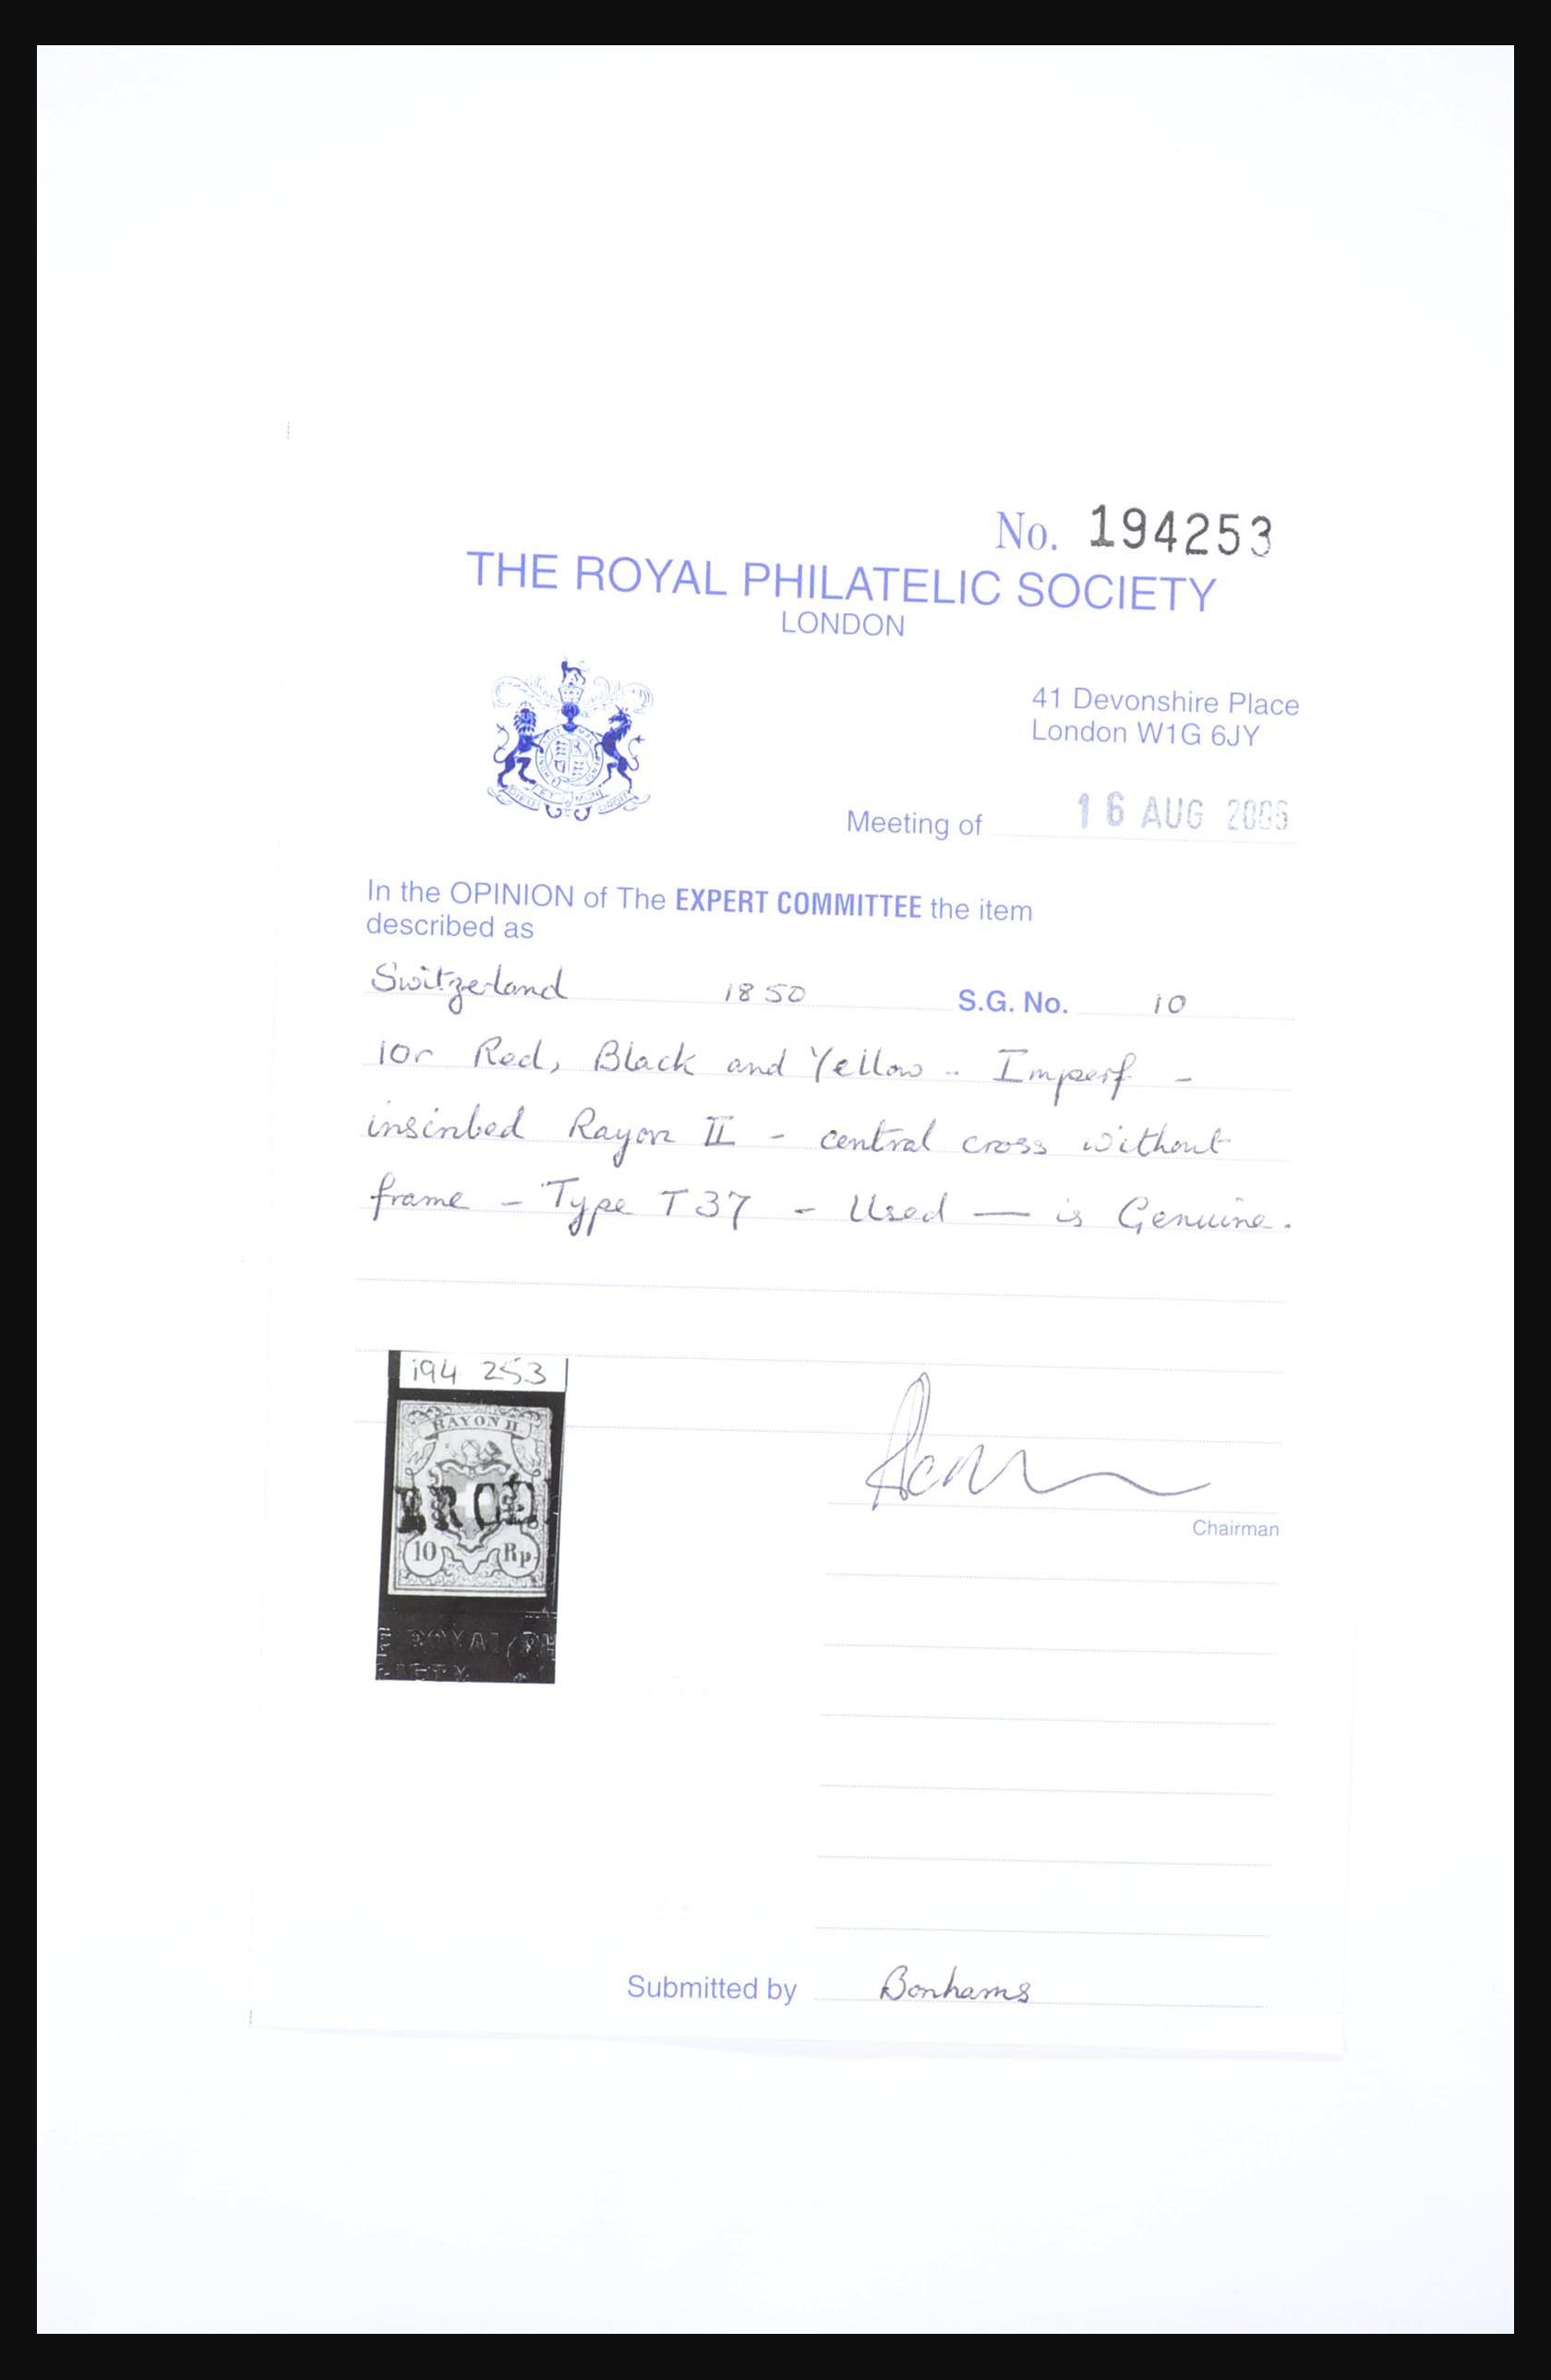 No. 194253
THE ROYAL PHILATELIC SOCIETY
LONDON
41 Devonshire Place
London W1G 6JY
Meeting of 16 AUG 2006
In the OPINION of The EXPERT COMMITTEE the item
described as
Switzerland 1850 S.G. No. 10
10r Red, Black and Yellow - Imperf -
inscribed Rayon II - central cross without
frame - Type T37 - Used — is Genuine.
194 253
RAYON II.
10 Rp.
ROYAL PH
Chairman
Submitted by Bonhams